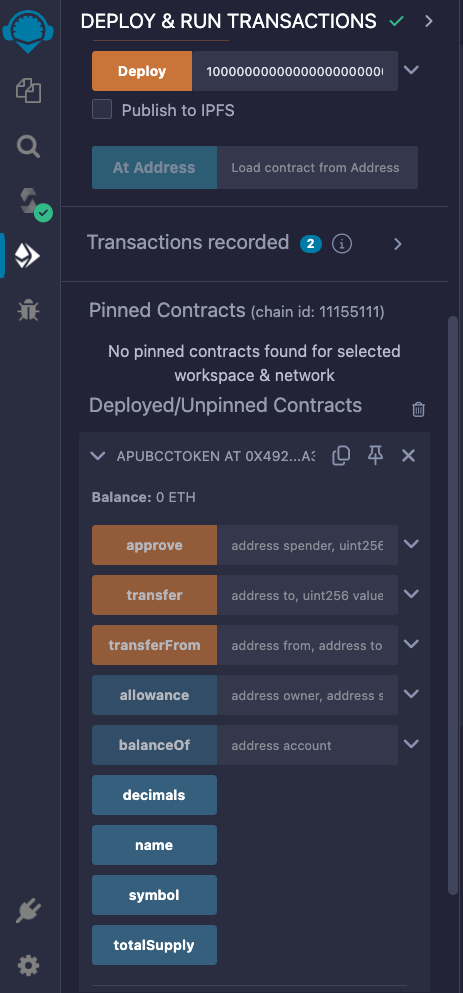 DEPLOY & RUN TRANSACTIONS
Deploy
Publish to IPFS
At Address Load contract from Address
Transactions recorded 2 i
Pinned Contracts (chain id: 11155111)
No pinned contracts found for selected
workspace & network
Deployed/Unpinned Contracts
APUBCCTOKEN AT 0X492...A3
Balance: 0 ETH
approve address spender, uint256
transfer address to, uint256 value
transferFrom address from, address to
allowance address owner, address s
balanceOf address account
decimals
name
symbol
totalSupply